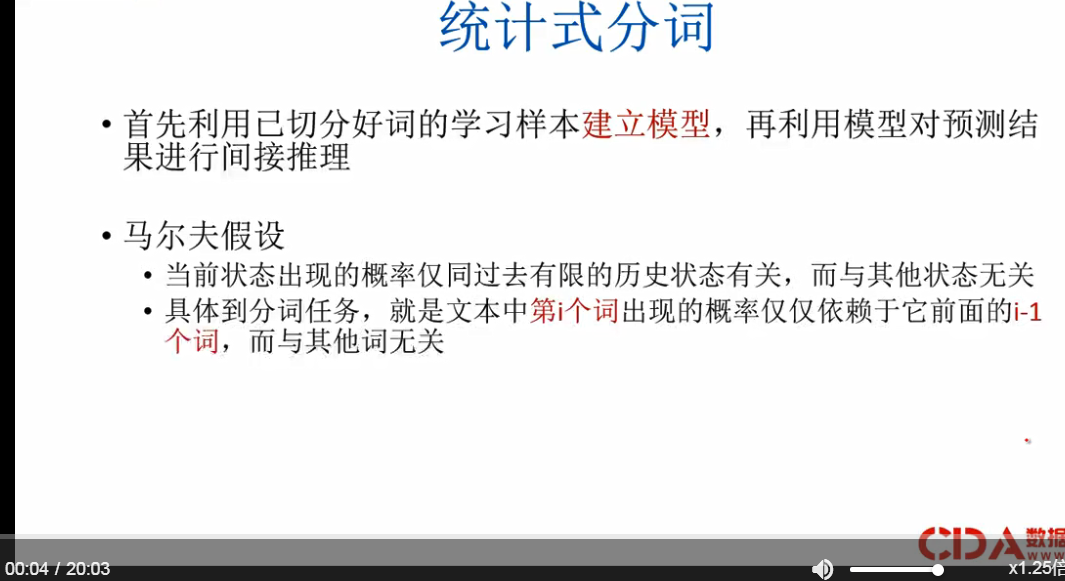 统计式分词
• 首先利用已切分好词的学习样本建立模型，再利用模型对预测结
果进行间接推理
• 马尔夫假设
• 当前状态出现的概率仅同过去有限的历史状态有关，而与其他状态无关
• 具体到分词任务，就是文本中第i个词出现的概率仅仅依赖于它前面的i-1
个词，而与其他词无关
CDA 数据
www
00:04 / 20:03
x1.25倍